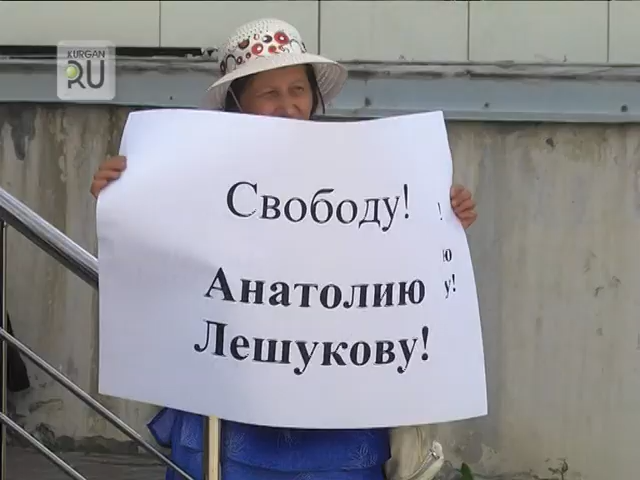 KURGAN
RU
Свободу!
!
Анатолию
ю
Лешукову!
у!